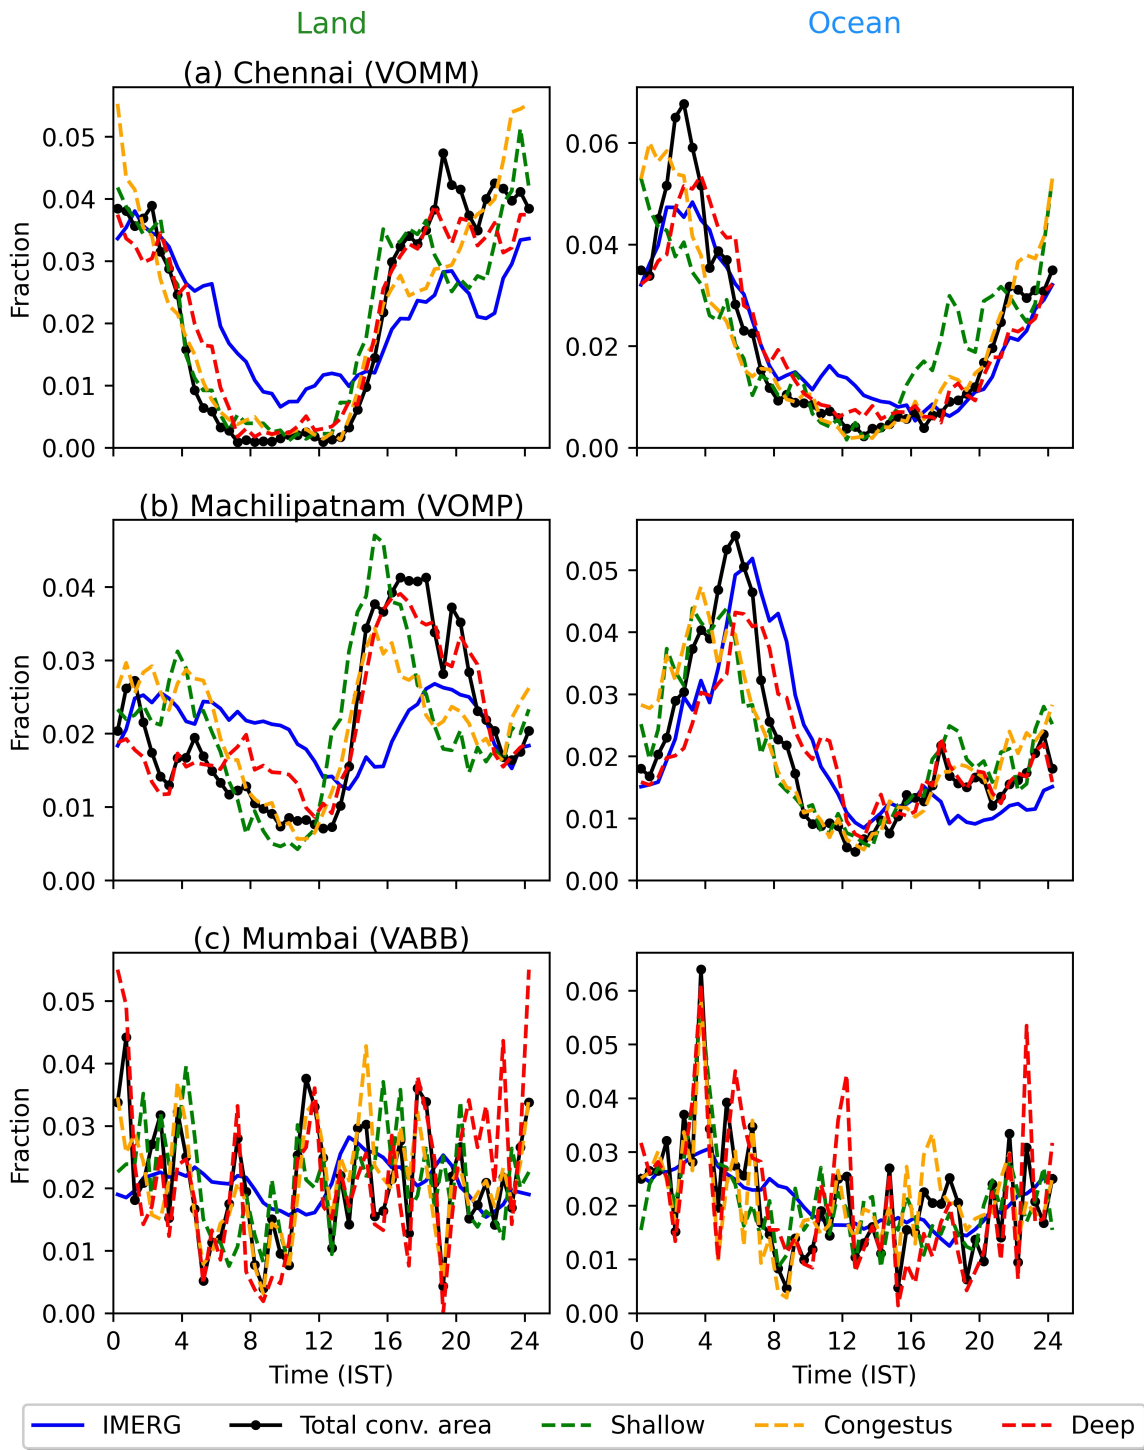 Land Ocean
(a) Chennai (VOMM)
Fraction
0.05
0.04
0.03
0.02
0.01
0.00
0.06
0.04
0.02
0.00
(b) Machilipatnam (VOMP)
Fraction
0.04
0.03
0.02
0.01
0.00
0.05
0.04
0.03
0.02
0.01
0.00
(c) Mumbai (VABB)
Fraction
0.05
0.04
0.03
0.02
0.01
0.00
0 4 8 12 16 20 24
Time (IST)
0.06
0.05
0.04
0.03
0.02
0.01
0.00
0 4 8 12 16 20 24
Time (IST)
IMERG Total conv. area Shallow Congestus Deep